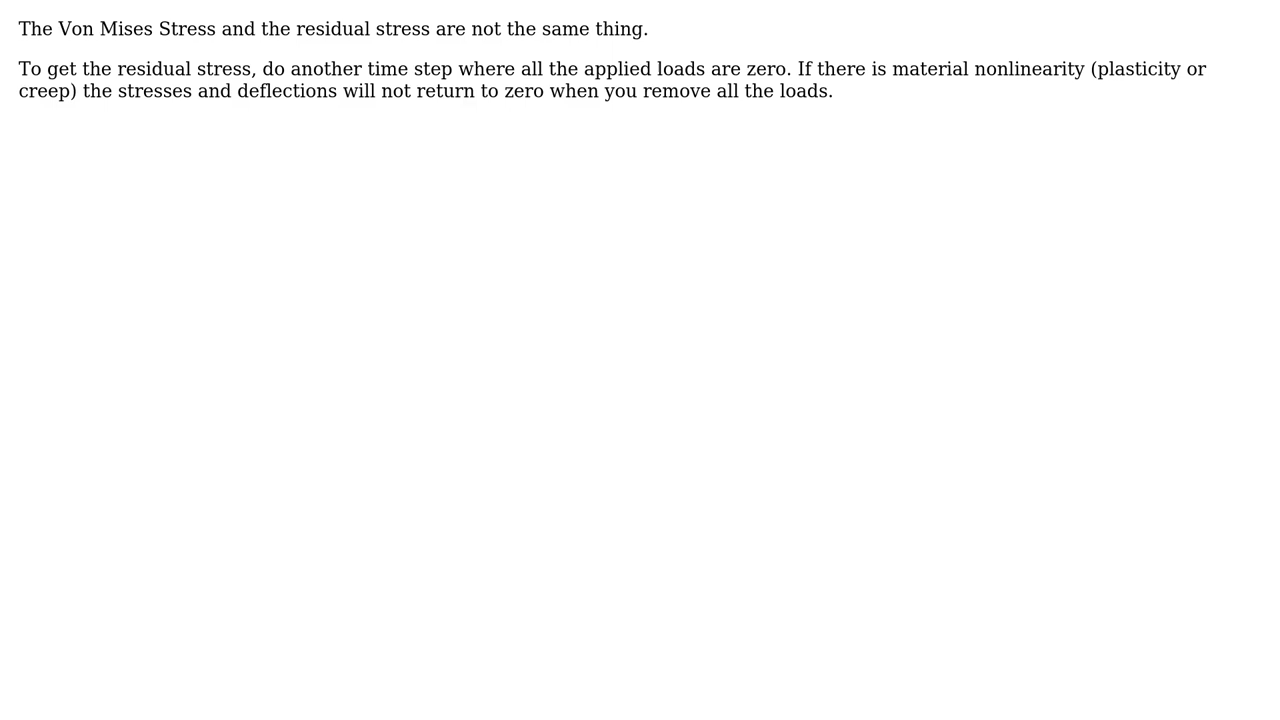 The Von Mises Stress and the residual stress are not the same thing.
To get the residual stress, do another time step where all the applied loads are zero. If there is material nonlinearity (plasticity or
creep) the stresses and deflections will not return to zero when you remove all the loads.